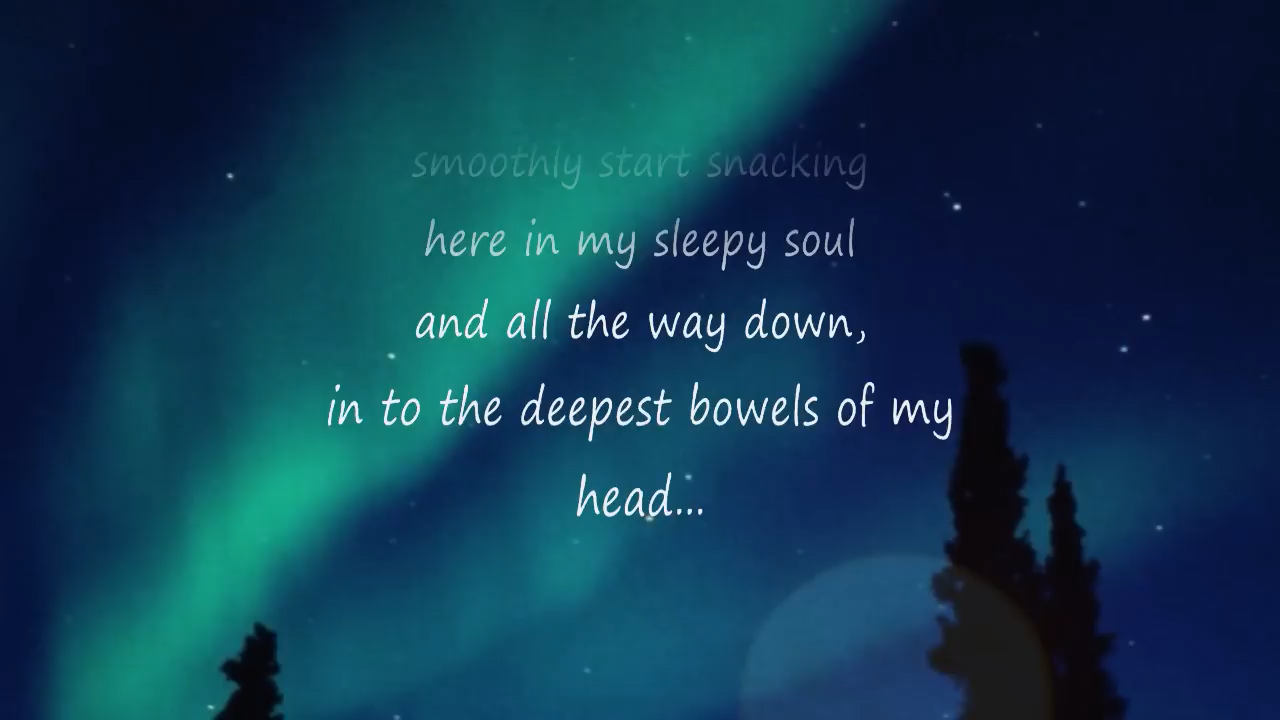 smoothly start snacking
here in my sleepy soul
and all the way down,
in to the deepest bowels of my
head...